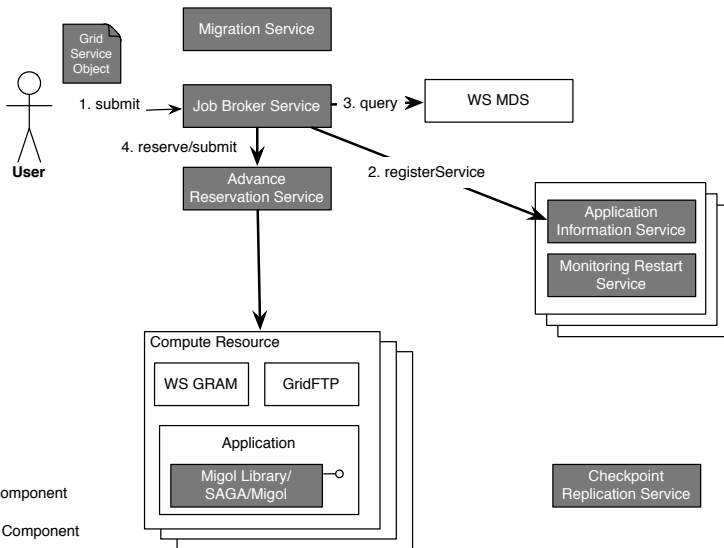 Migration Service
Grid
Service
Object
1. submit
Job Broker Service
3. query
WS MDS
User
4. reserve/submit
2. registerService
Advance
Reservation Service
Application
Information Service
Monitoring Restart
Service
Compute Resource
WS GRAM
GridFTP
Application
Migol Library/
SAGA/Migol
Checkpoint
Replication Service
omponent
Component